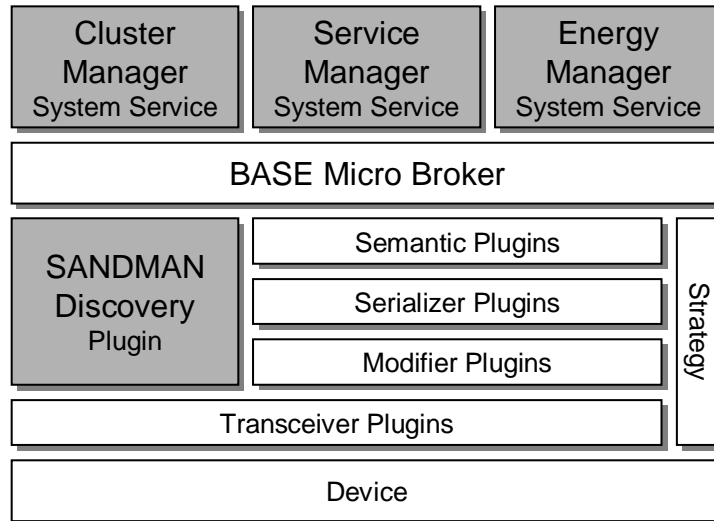 Cluster
Manager
System Service
Service
Manager
System Service
Energy
Manager
System Service
BASE Micro Broker
SANDMAN
Discovery
Plugin
Semantic Plugins
Serializer Plugins
Modifier Plugins
Strategy
Transceiver Plugins
Device